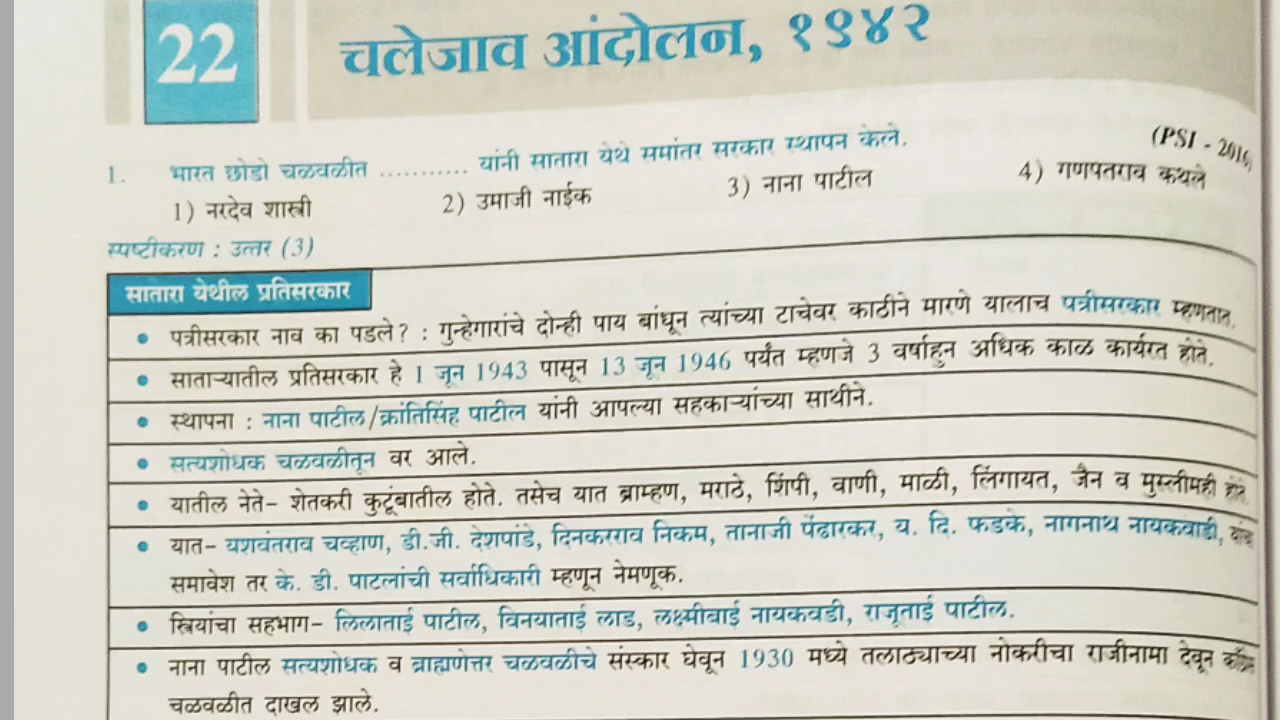 22
चलेजाव आंदोलन, १९४२
1. भारत छोडो चळवळीत ........... यांनी सातारा येथे समांतर सरकार स्थापन केले.
(PSI - 2016)
1) नरदेव शास्त्री 2) उमाजी नाईक 3) नाना पाटील 4) गणपतराव कथले
स्पष्टीकरण : उत्तर (3)
सातारा येथील प्रतिसरकार
• पत्रीसरकार नाव का पडले? : गुन्हेगारांचे दोन्ही पाय बांधून त्यांच्या टाचेवर काठीने मारणे यालाच पत्रीसरकार म्हणतात.
• साताऱ्यातील प्रतिसरकार हे 1 जून 1943 पासून 13 जून 1946 पर्यंत म्हणजे 3 वर्षाहुन अधिक काळ कार्यरत होते.
• स्थापना : नाना पाटील/क्रांतिसिंह पाटील यांनी आपल्या सहकाऱ्यांच्या साथीने.
• सत्यशोधक चळवळीतून वर आले.
• यातील नेते- शेतकरी कुटूंबातील होते. तसेच यात ब्राम्हण, मराठे, शिंपी, वाणी, माळी, लिंगायत, जैन व मुस्लीमही होते
• यात- यशवंतराव चव्हाण, डी.जी. देशपांडे, दिनकरराव निकम, तानाजी पेंढारकर, य. दि. फडके, नागनाथ नायकवाडी,
समावेश तर के. डी. पाटलांची सर्वाधिकारी म्हणून नेमणूक.
• स्त्रियांचा सहभाग- लिलाताई पाटील, विनयाताई लाड, लक्ष्मीबाई नायकवडी, राजूताई पाटील.
• नाना पाटील सत्यशोधक व ब्राह्मणेत्तर चळवळीचे संस्कार घेवून 1930 मध्ये तलाठ्याच्या नोकरीचा राजीनामा देवून काँग्रेस
चळवळीत दाखल झाले.